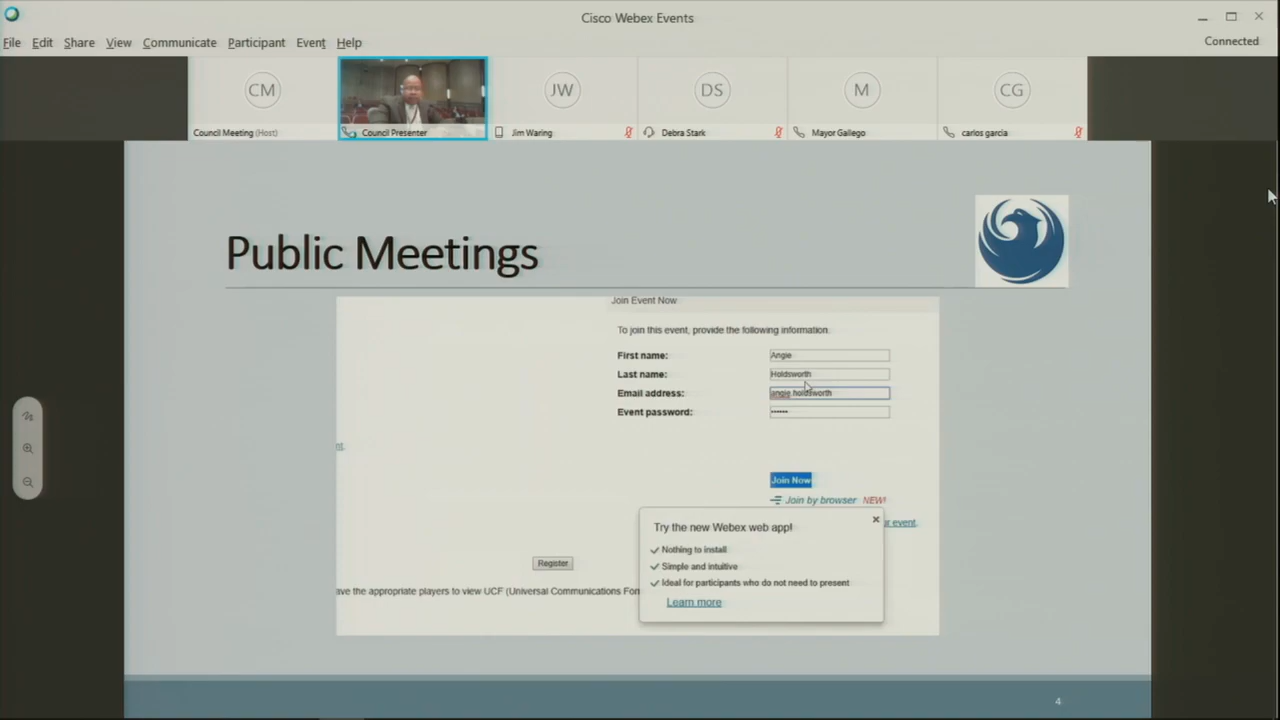 Cisco Webex Events
File Edit Share View Communicate Participant Event Help
Connected
CM
JW
DS
M
CG
Council Meeting (Host)
Council Presenter
Jim Waring
Debra Stark
Mayor Gallego
carlos garcia
Public Meetings
Join Event Now
To join this event, provide the following information.
First name: Angie
Last name: Holdsworth
Email address: angie.holdsworth
Event password: ••••••
nt.
Join Now
Join by browser NEW!
ur event.
Try the new Webex web app!
Nothing to install
Simple and intuitive
Ideal for participants who do not need to present
Learn more
Register
ave the appropriate players to view UCF (Universal Communications For
4